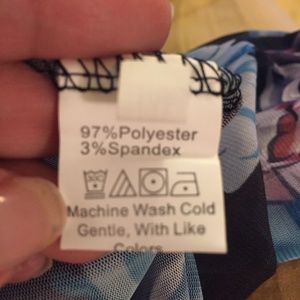 97%Polyester
3%Spandex
Machine Wash Cold
Gentle, With Like
Colors